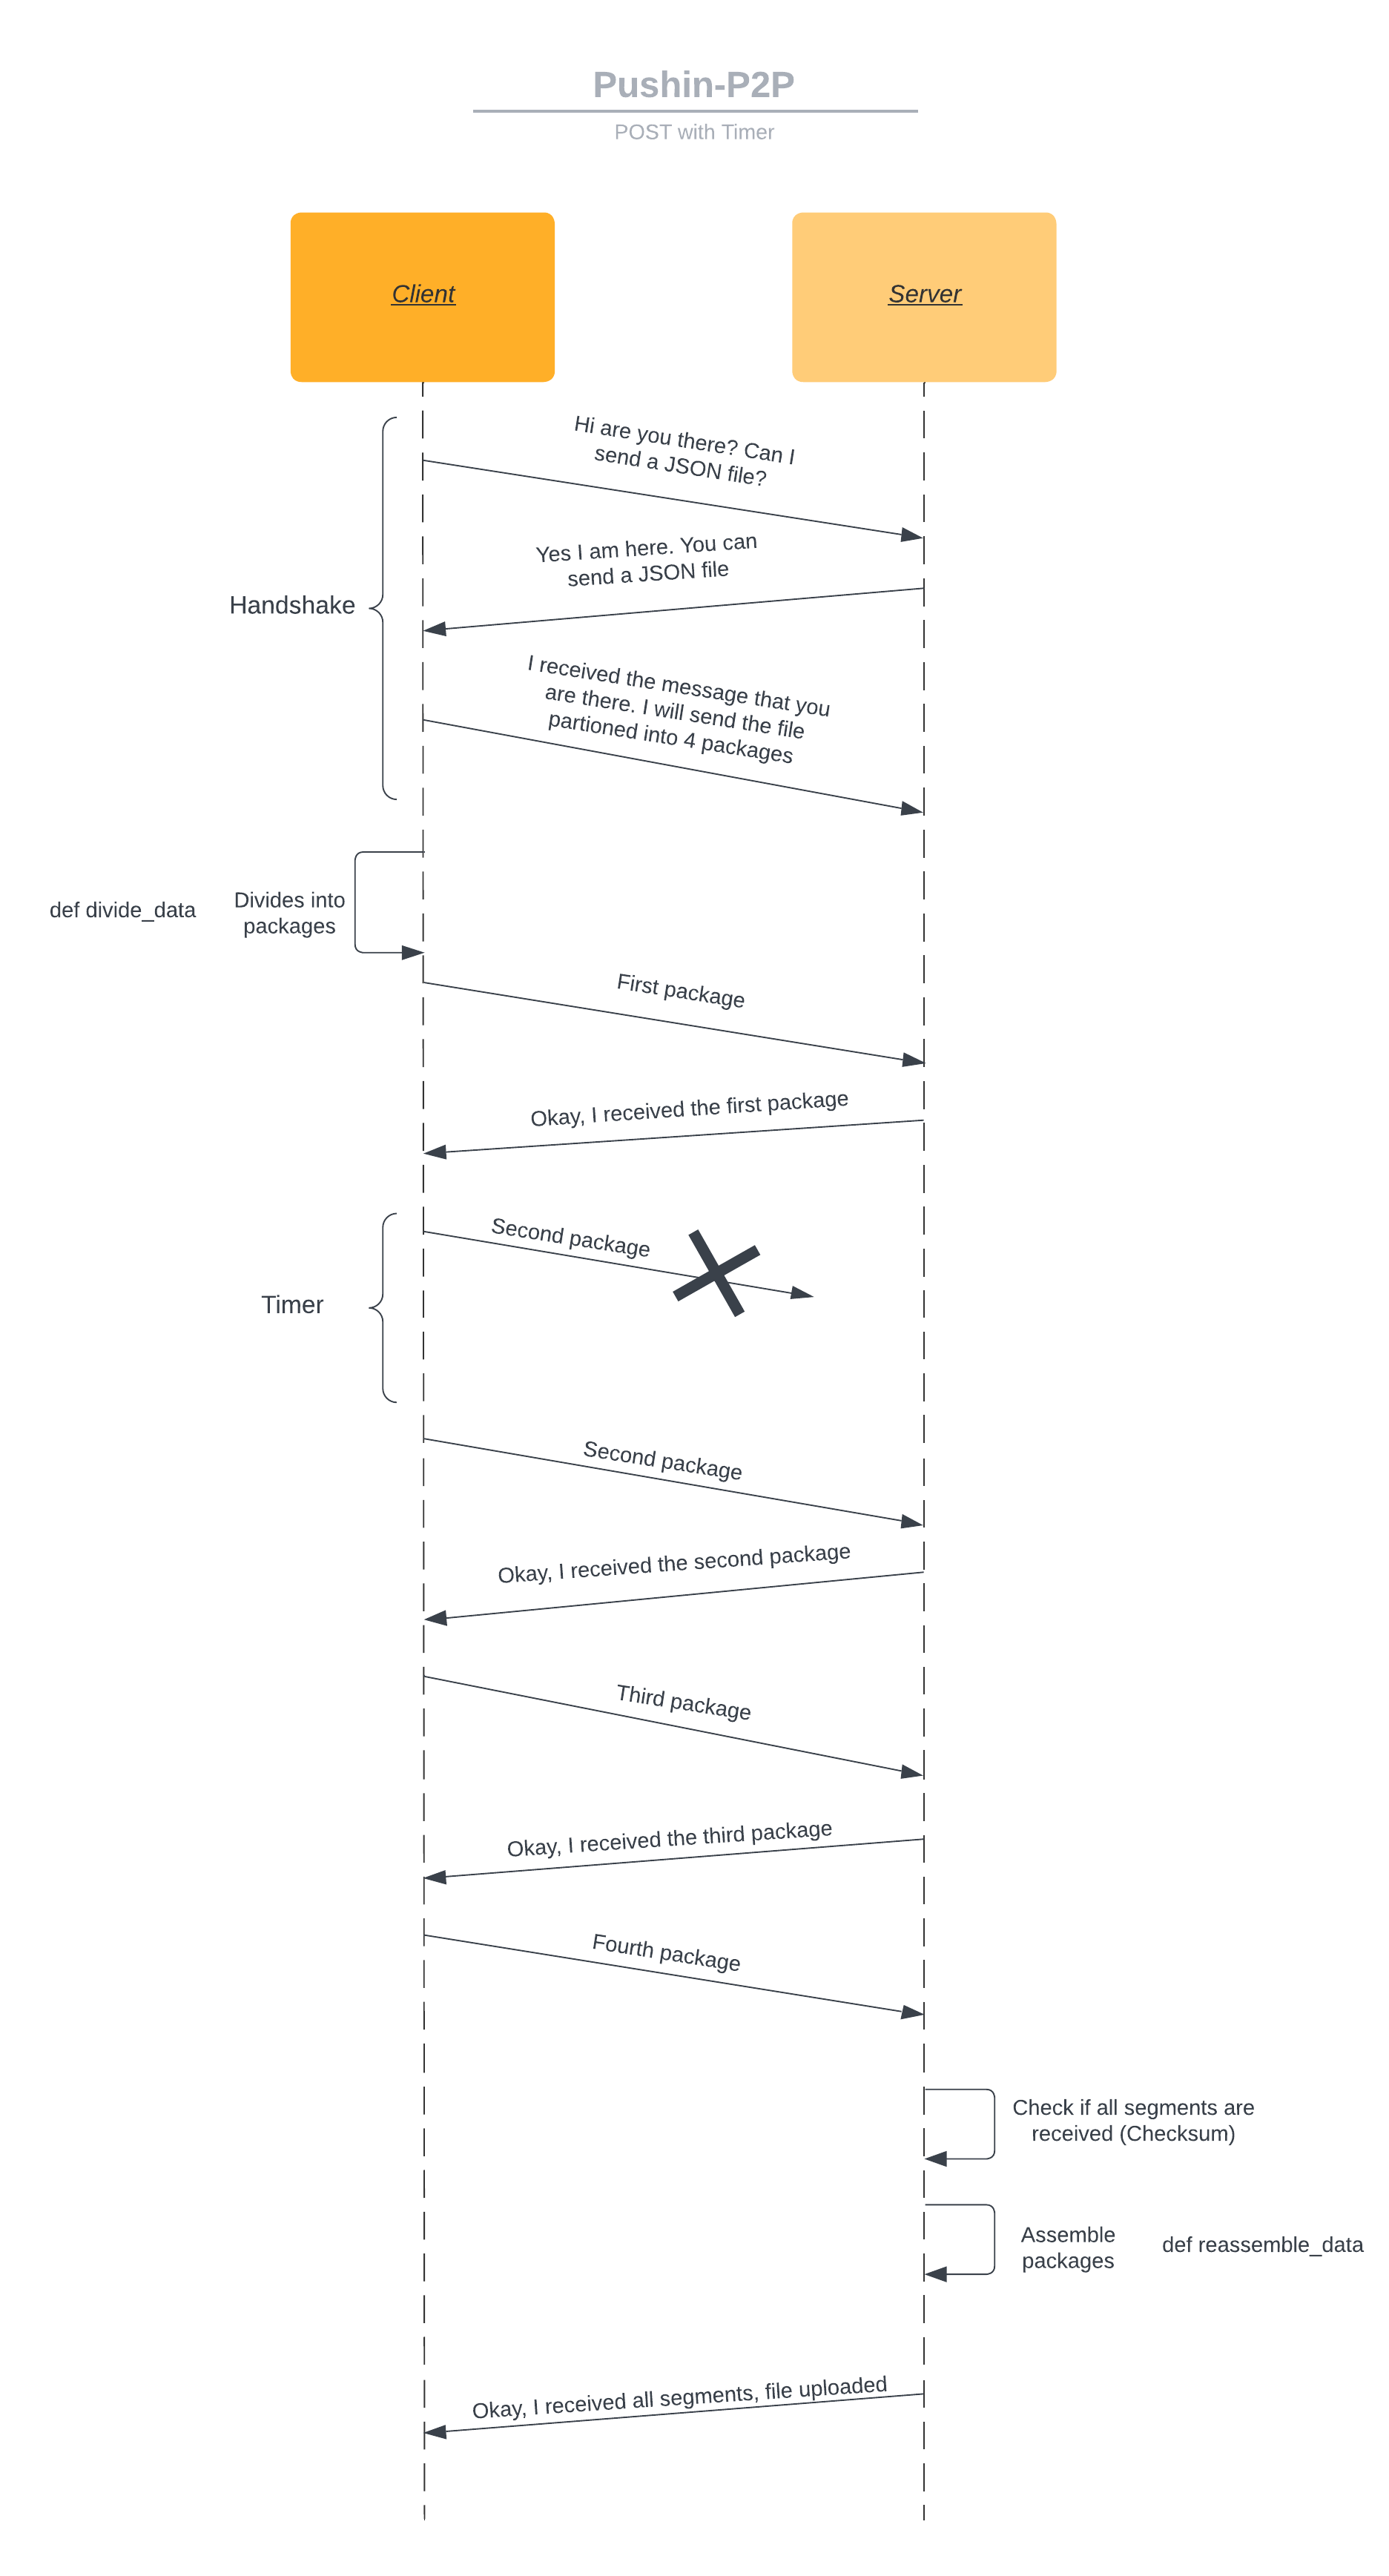 Pushin-P2P
POST with Timer
Client
Server
Hi are you there? Can I
send a JSON file?
Yes I am here. You can
send a JSON file
Handshake
I received the message that you
are there. I will send the file
partioned into 4 packages
def divide_data
Divides into
packages
First package
Okay, I received the first package
Second package
Timer
Second package
Okay, I received the second package
Third package
Okay, I received the third package
Fourth package
Check if all segments are
received (Checksum)
Assemble
packages
def reassemble_data
Okay, I received all segments, file uploaded